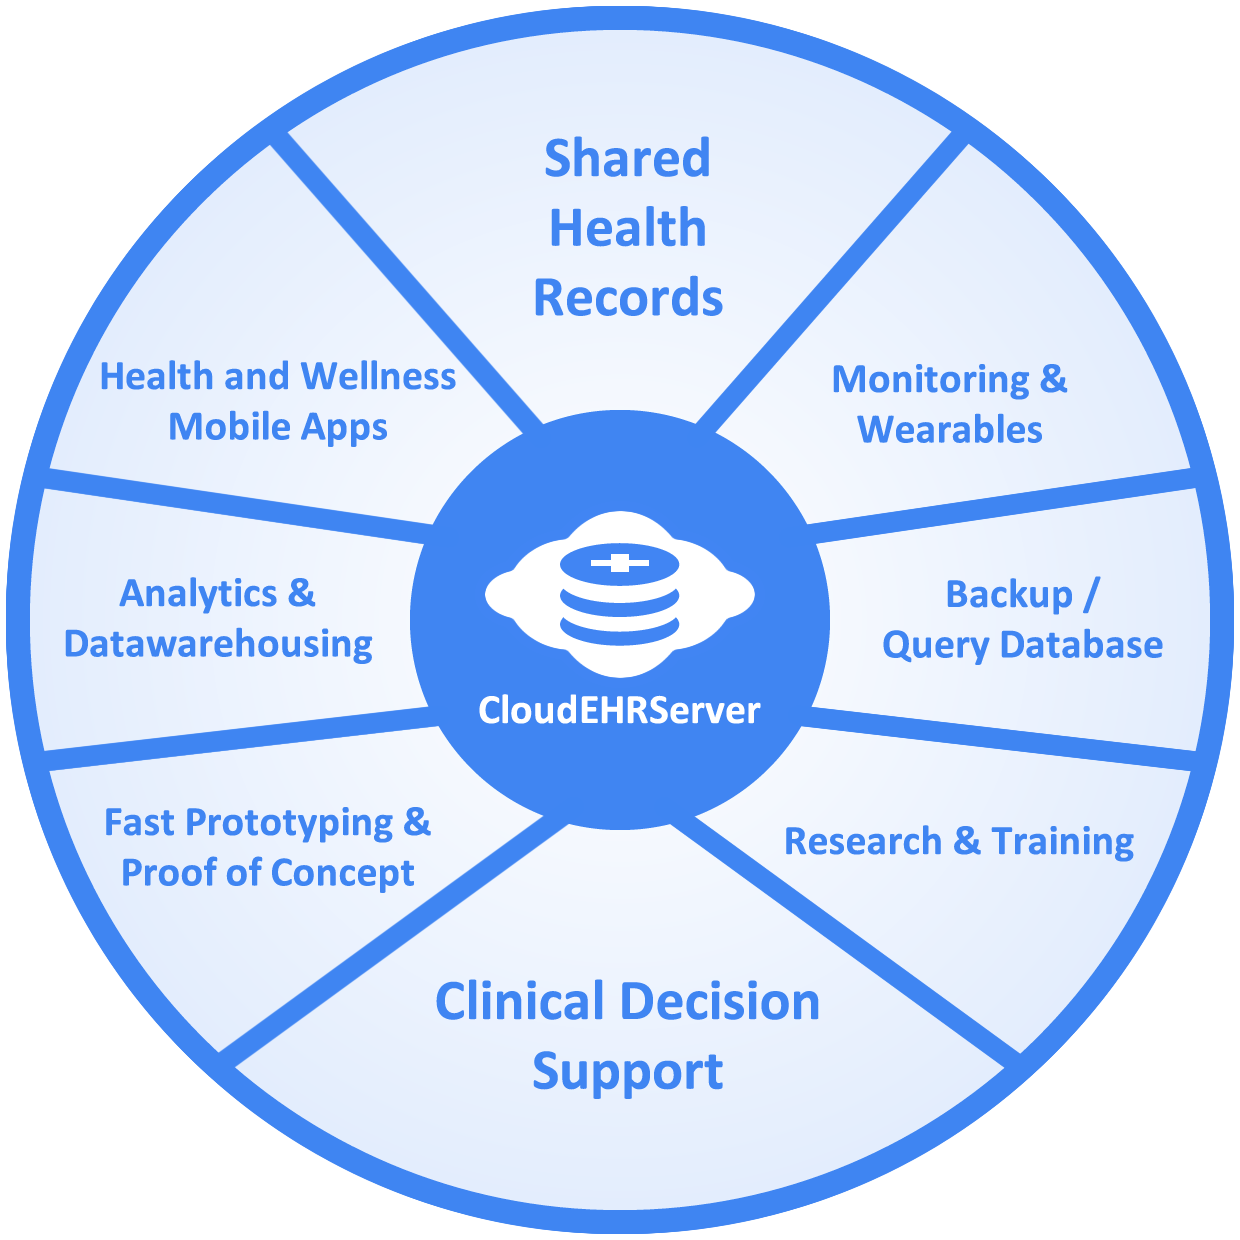 Shared
Health
Records
Health and Wellness
Mobile Apps
Monitoring &
Wearables
Analytics &
Datawarehousing
Backup /
Query Database
CloudEHRServer
Fast Prototyping &
Proof of Concept
Research & Training
Clinical Decision
Support